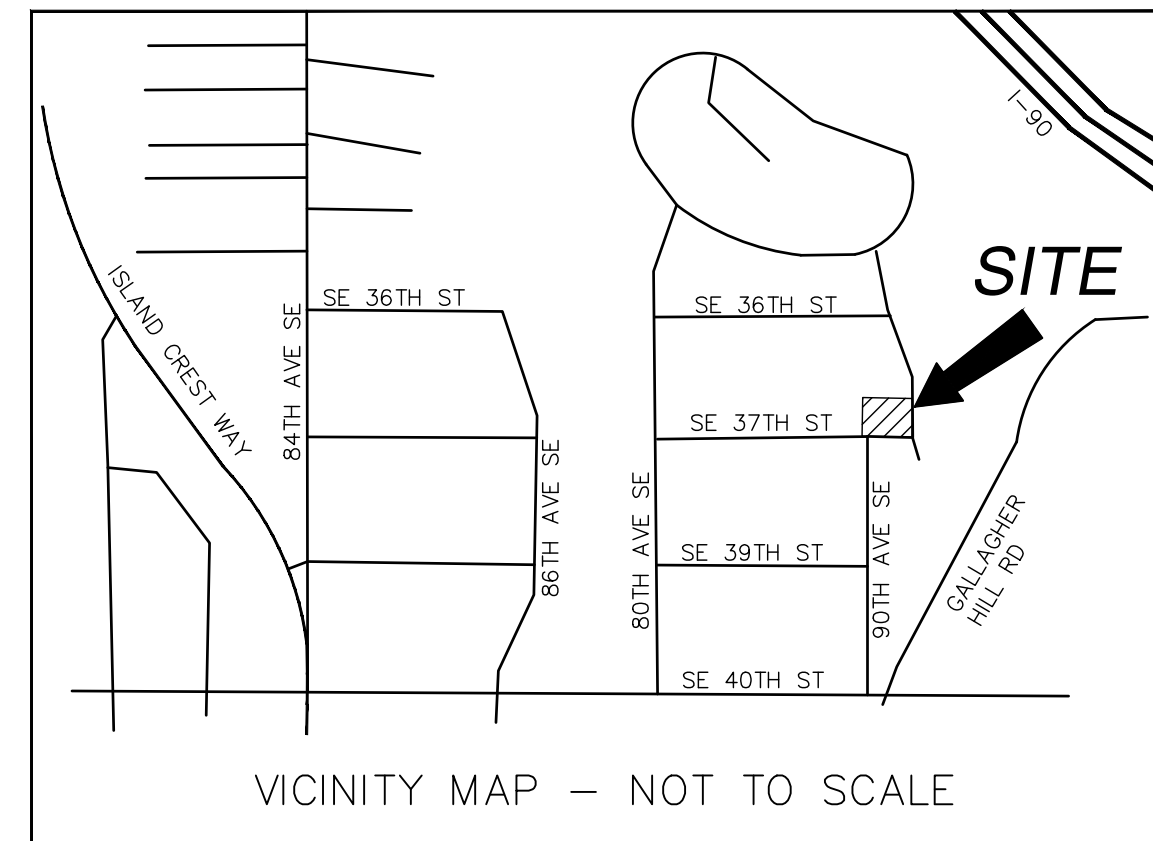 I-90
SITE
SE 36TH ST
SE 36TH ST
ISLAND CREST WAY
84TH AVE SE
SE 37TH ST
86TH AVE SE
80TH AVE SE
90TH AVE SE
SE 39TH ST
GALLAGHER
HILL RD
SE 40TH ST
VICINITY MAP - NOT TO SCALE